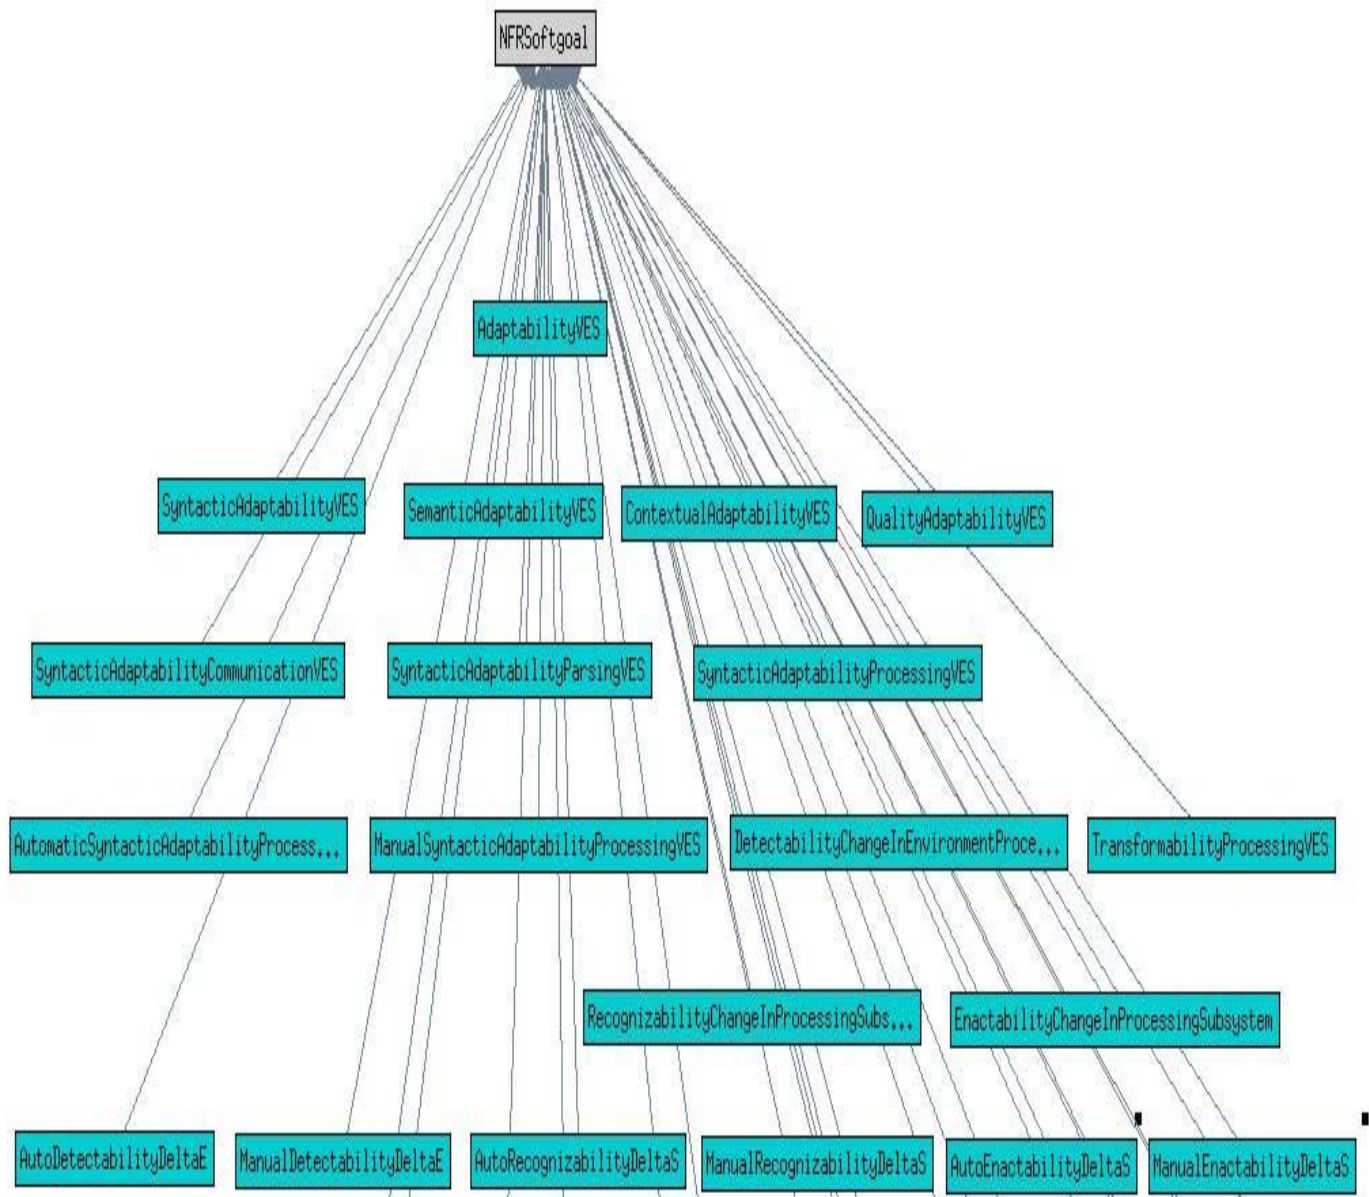 NFRSoftgoal
AdaptabilityVES
SyntacticAdaptabilityVES
SemanticAdaptabilityVES
ContextualAdaptabilityVES
QualityAdaptabilityVES
SyntacticAdaptabilityCommunicationVES
SyntacticAdaptabilityParsingVES
SyntacticAdaptabilityProcessingVES
AutomaticSyntacticAdaptabilityProcess...
ManualSyntacticAdaptabilityProcessingVES
DetectabilityChangeInEnvironmentProce...
TransformabilityProcessingVES
RecognizabilityChangeInProcessingSubs...
EnactabilityChangeInProcessingSubsystem
AutoDetectabilityDeltaE
ManualDetectabilityDeltaE
AutoRecognizabilityDeltaS
ManualRecognizabilityDeltaS
AutoEnactabilityDeltaS
ManualEnactabilityDeltaS